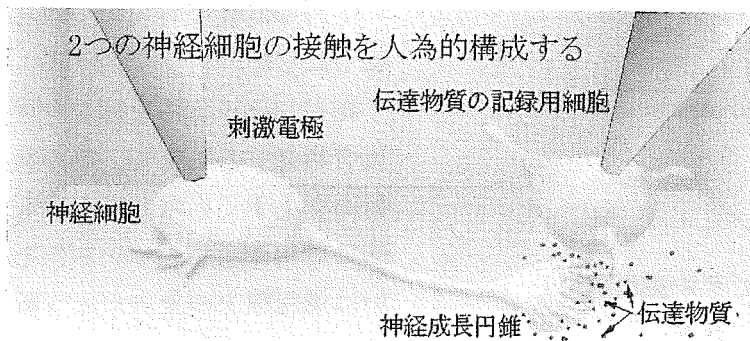 2つの神経細胞の接触を人為的構成する
伝達物質の記録用細胞
刺激電極
神経細胞
伝達物質
神経成長円錐